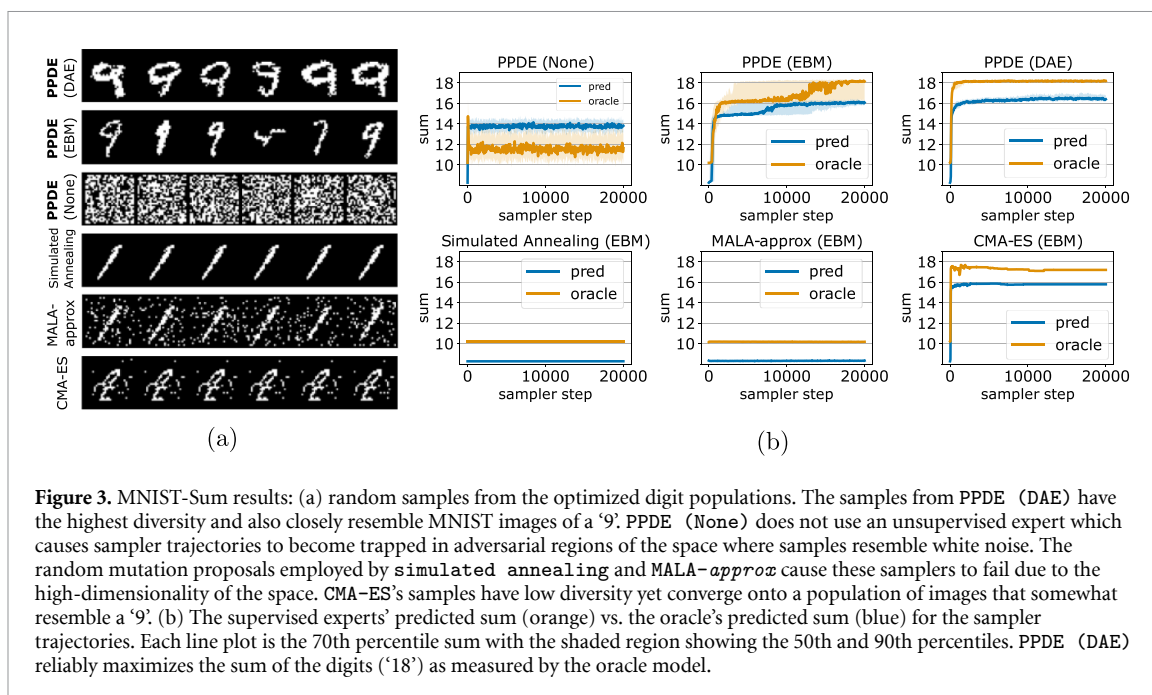 PPDE
(DAE)
PPDE
(EBM)
PPDE
(None)
Simulated
Annealing
MALA-
approx
CMA-ES
(a)
PPDE (None)
sum
18
16
14
12
10
pred
oracle
0
10000
20000
sampler step
PPDE (EBM)
sum
18
16
14
12
10
pred
oracle
0
10000
20000
sampler step
PPDE (DAE)
sum
18
16
14
12
10
pred
oracle
0
10000
20000
sampler step
Simulated Annealing (EBM)
sum
18
16
14
12
10
pred
oracle
0
10000
20000
sampler step
MALA-approx (EBM)
sum
18
16
14
12
10
pred
oracle
0
10000
20000
sampler step
CMA-ES (EBM)
sum
18
16
14
12
10
pred
oracle
0
10000
20000
sampler step
(b)
Figure 3. MNIST-Sum results: (a) random samples from the optimized digit populations. The samples from PPDE (DAE) have
the highest diversity and also closely resemble MNIST images of a ‘9’. PPDE (None) does not use an unsupervised expert which
causes sampler trajectories to become trapped in adversarial regions of the space where samples resemble white noise. The
random mutation proposals employed by simulated annealing and MALA-approx cause these samplers to fail due to the
high-dimensionality of the space. CMA-ES’s samples have low diversity yet converge onto a population of images that somewhat
resemble a ‘9’. (b) The supervised experts’ predicted sum (orange) vs. the oracle’s predicted sum (blue) for the sampler
trajectories. Each line plot is the 70th percentile sum with the shaded region showing the 50th and 90th percentiles. PPDE (DAE)
reliably maximizes the sum of the digits (‘18’) as measured by the oracle model.